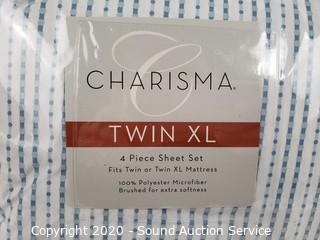 C
CHARISMA®
TWIN XL
4 Piece Sheet Set
Fits Twin or Twin XL Mattress
100% Polyester Microfiber
Brushed for extra softness
Copyright 2020 - Sound Auction Service